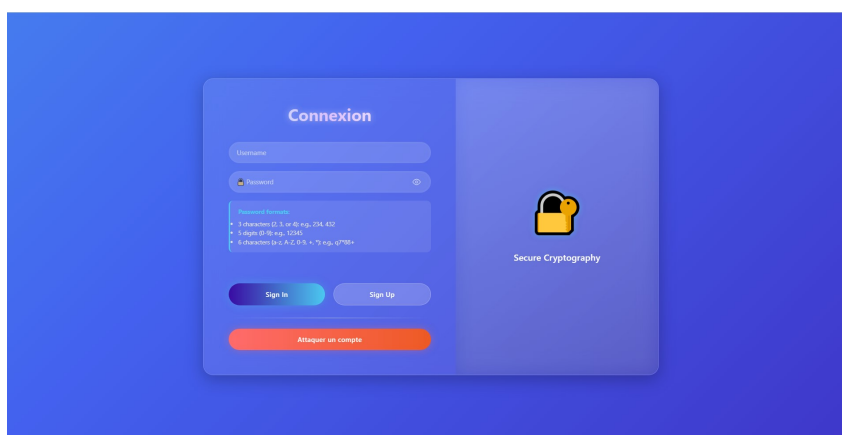 Connexion
Username
Password
Password formats:
3 characters (2, 3, or 4): e.g., 234, 432
5 digits (0-9): e.g., 12345
6 characters (a-z, A-Z, 0-9, +, *): e.g., q7*88+
Sign In
Sign Up
Attaquer un compte
Secure Cryptography